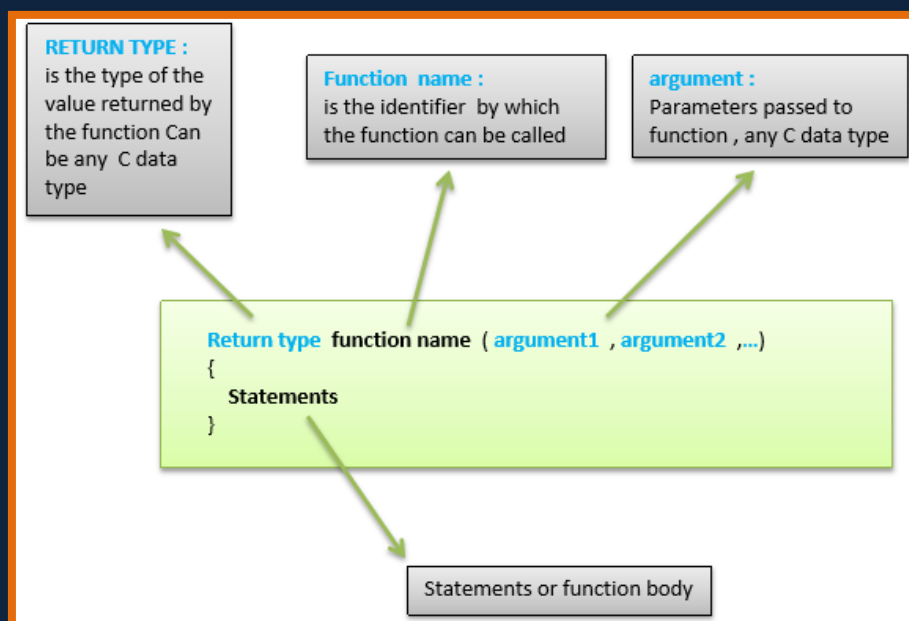 RETURN TYPE :
is the type of the
value returned by
the function Can
be any C data
type
Function name :
is the identifier by which
the function can be called
argument :
Parameters passed to
function , any C data type
Return type function name ( argument1 , argument2 ,...)
{
Statements
}
Statements or function body